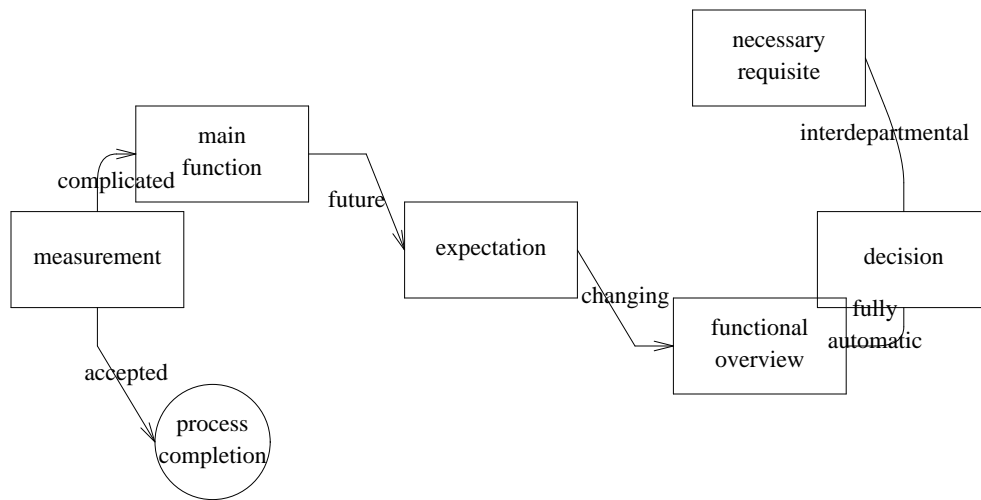 necessary
requisite
interdepartmental
main
function
complicated
future
measurement
expectation
decision
changing
fully
automatic
functional
overview
accepted
process
completion